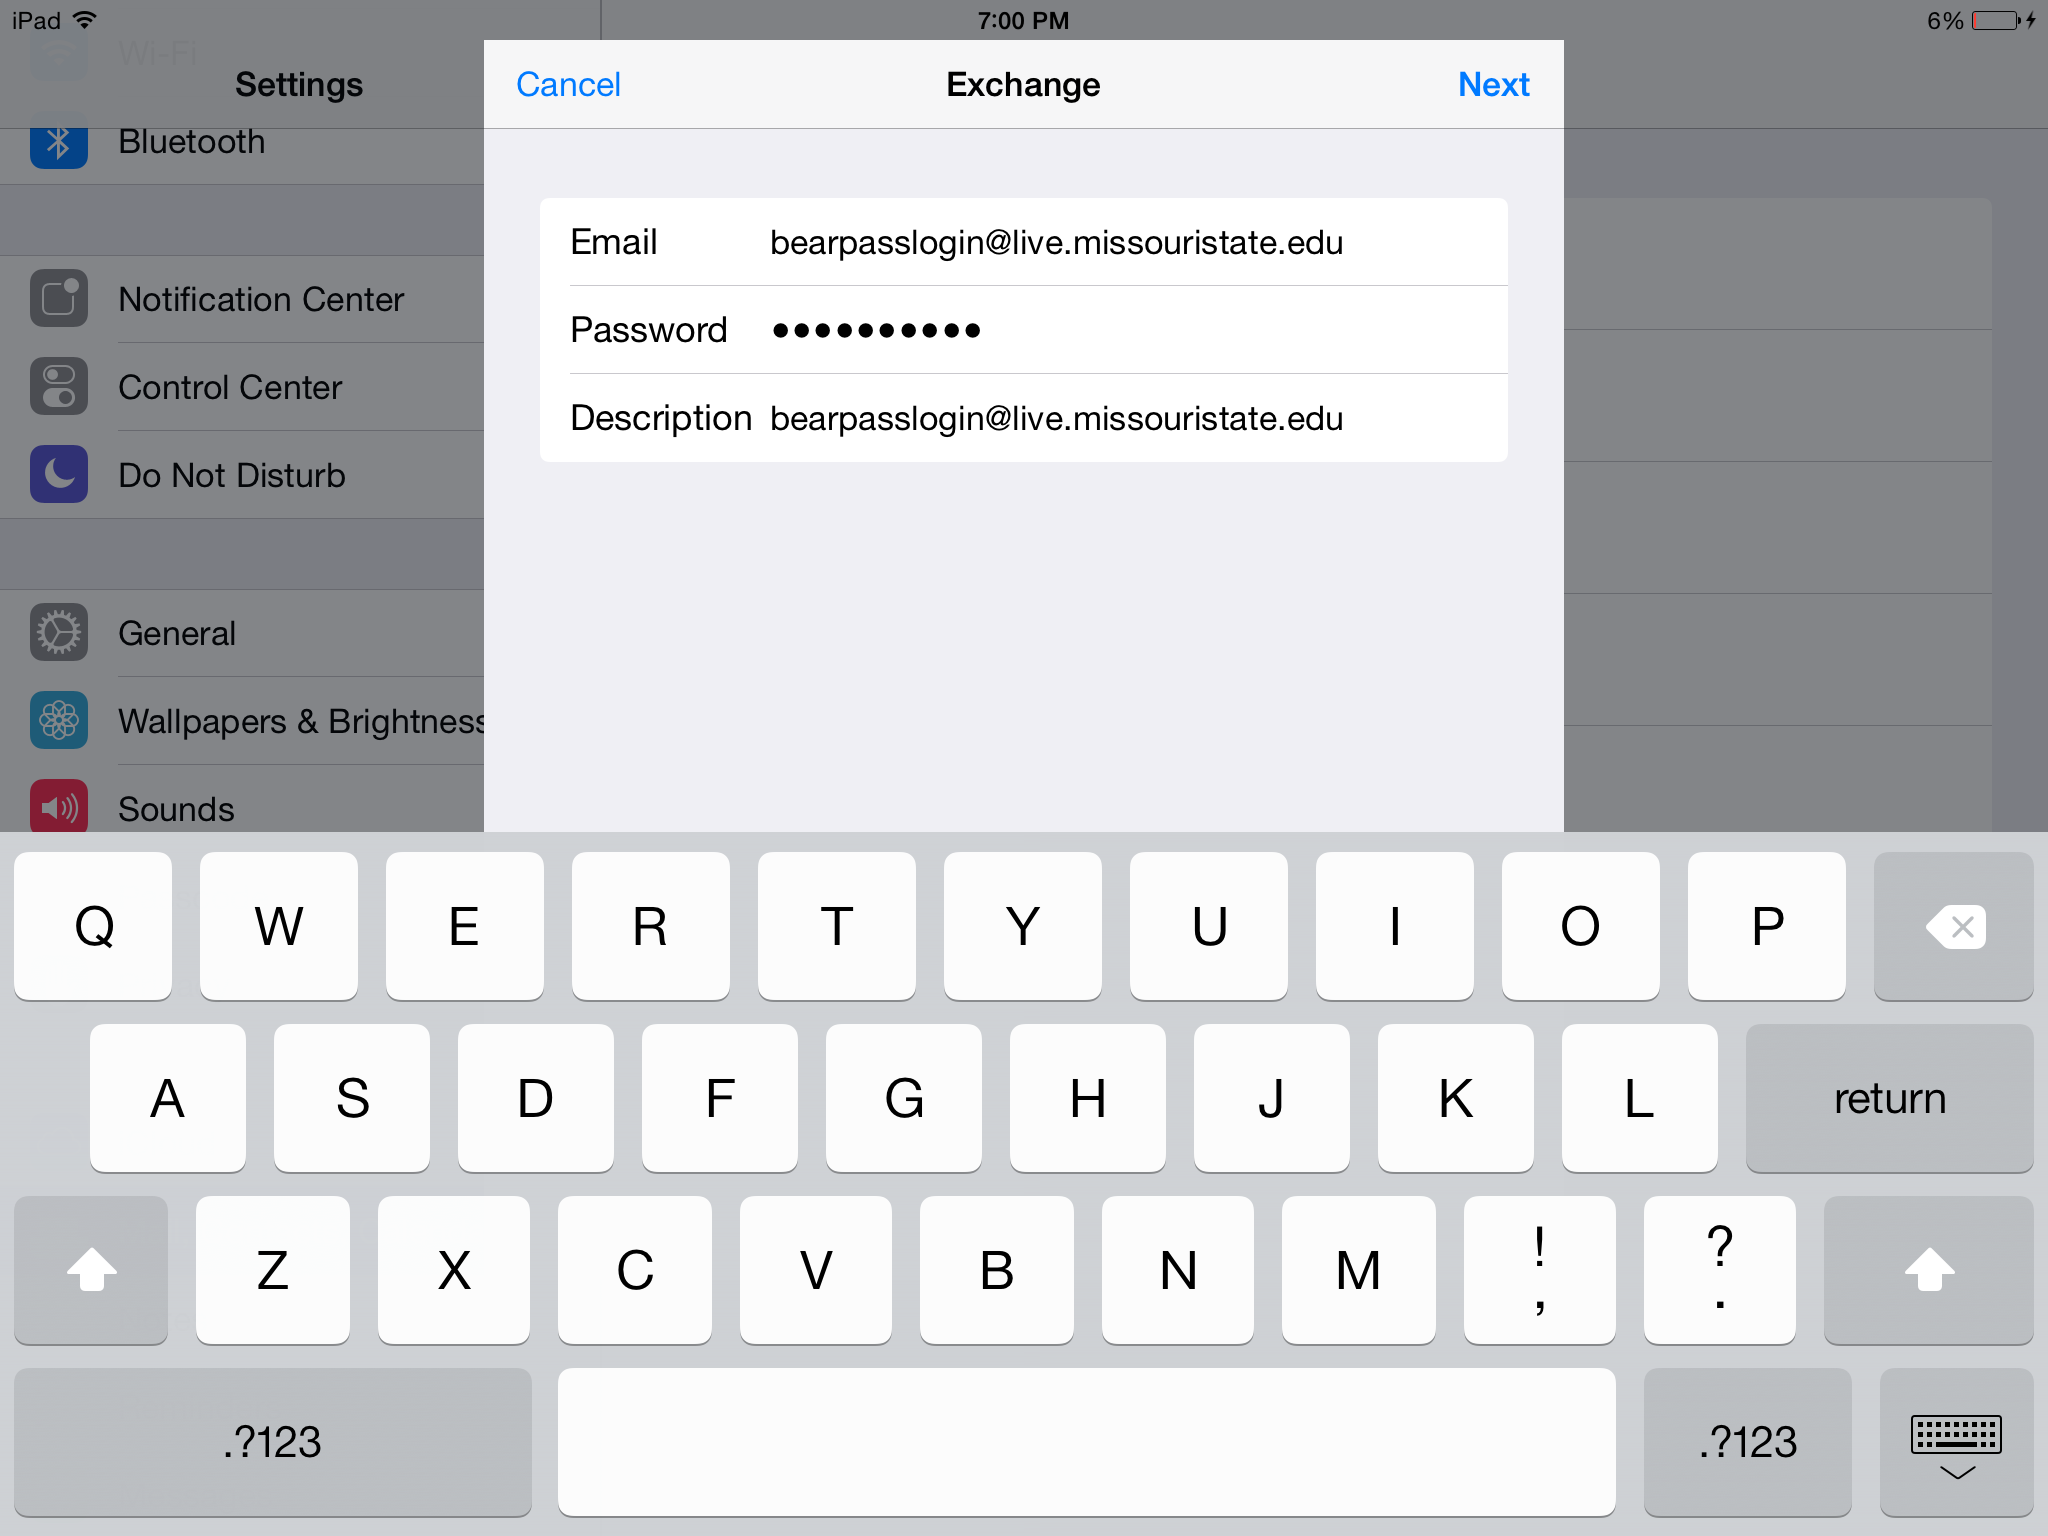 iPad 7:00 PM 6%
Wi-Fi
Settings
Bluetooth
Notification Center
Control Center
Do Not Disturb
General
Wallpapers & Brightness
Sounds
Cancel Exchange Next
Email bearpasslogin@live.missouristate.edu
Password ●●●●●●●●●●
Description bearpasslogin@live.missouristate.edu
Q W E R T Y U I O P
A S D F G H J K L return
Z X C V B N M ! , ? .
.?123 .?123